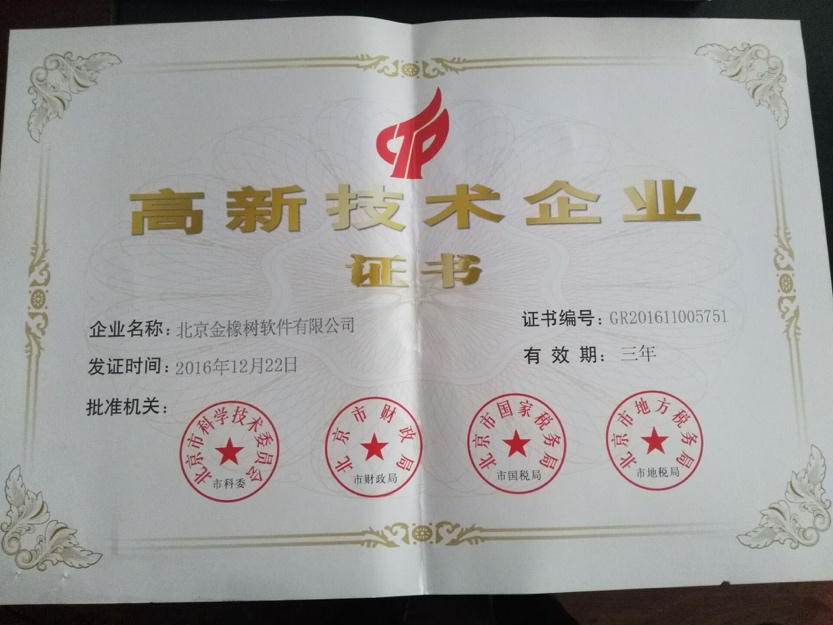 高新技术企业
证书
企业名称：北京金橡树软件有限公司
证书编号：GR201611005751
发证时间：2016年12月22日
有效期：三年
批准机关：
北京市科学技术委员会
市科委
北京市财政局
市财政局
北京市国家税务局
市国税局
北京市地方税务局
市地税局